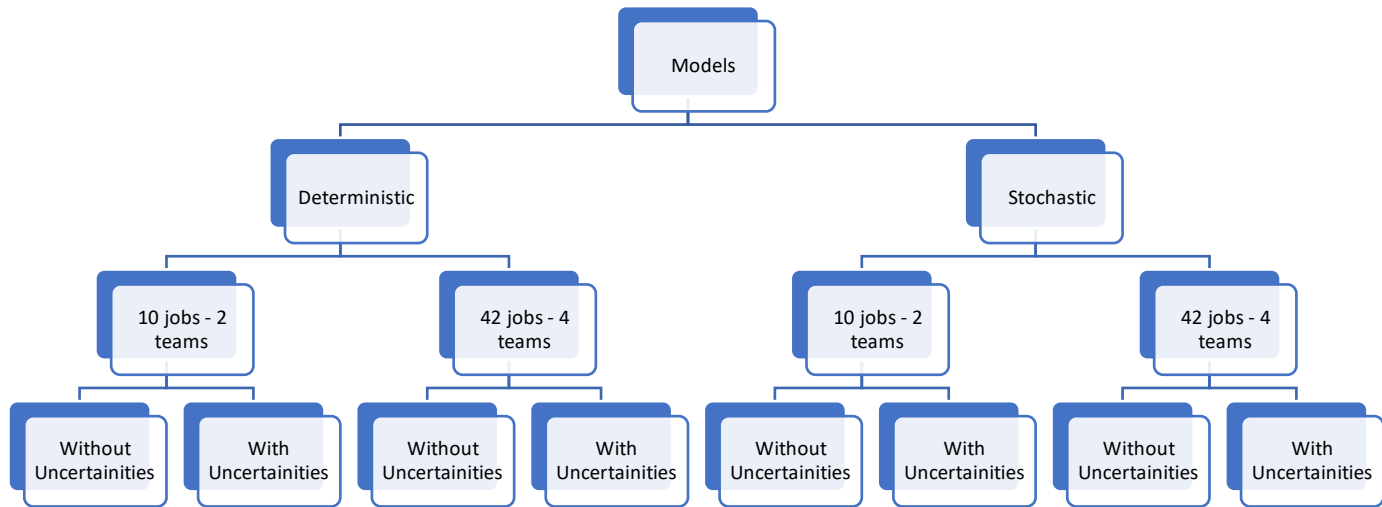 Models
Deterministic
Stochastic
10 jobs - 2
teams
42 jobs - 4
teams
10 jobs - 2
teams
42 jobs - 4
teams
Without
Uncertainities
With
Uncertainities
Without
Uncertainities
With
Uncertainities
Without
Uncertainities
With
Uncertainities
Without
Uncertainities
With
Uncertainities